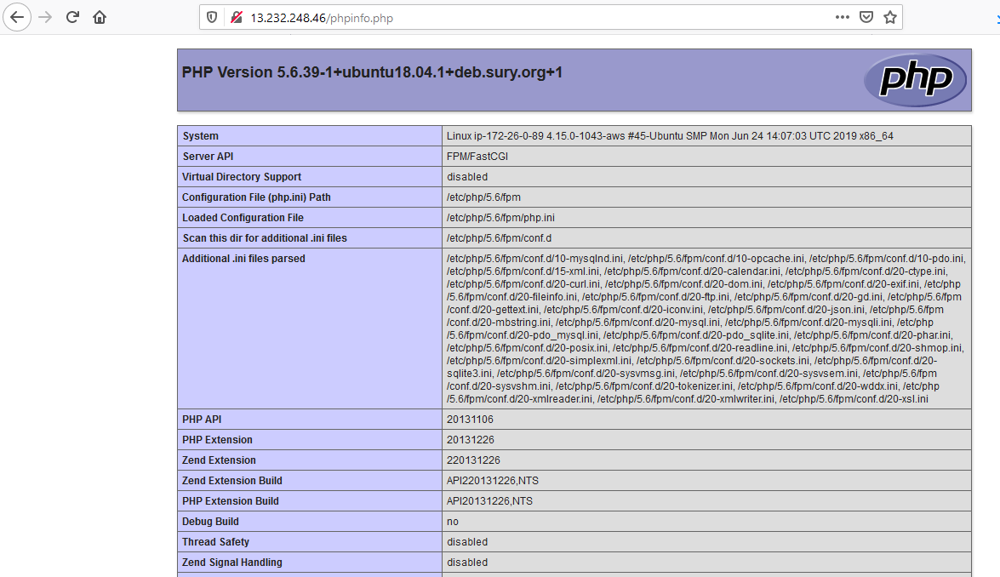 13.232.248.46/phpinfo.php
PHP Version 5.6.39-1+ubuntu18.04.1+deb.sury.org+1
php
System Linux ip-172-26-0-89 4.15.0-1043-aws #45-Ubuntu SMP Mon Jun 24 14:07:03 UTC 2019 x86_64
Server API FPM/FastCGI
Virtual Directory Support disabled
Configuration File (php.ini) Path /etc/php/5.6/fpm
Loaded Configuration File /etc/php/5.6/fpm/php.ini
Scan this dir for additional .ini files /etc/php/5.6/fpm/conf.d
Additional .ini files parsed /etc/php/5.6/fpm/conf.d/10-mysqlnd.ini, /etc/php/5.6/fpm/conf.d/10-opcache.ini, /etc/php/5.6/fpm/conf.d/10-pdo.ini,
/etc/php/5.6/fpm/conf.d/15-xml.ini, /etc/php/5.6/fpm/conf.d/20-calendar.ini, /etc/php/5.6/fpm/conf.d/20-ctype.ini,
/etc/php/5.6/fpm/conf.d/20-curl.ini, /etc/php/5.6/fpm/conf.d/20-dom.ini, /etc/php/5.6/fpm/conf.d/20-exif.ini, /etc/php
/5.6/fpm/conf.d/20-fileinfo.ini, /etc/php/5.6/fpm/conf.d/20-ftp.ini, /etc/php/5.6/fpm/conf.d/20-gd.ini, /etc/php/5.6/fpm
/conf.d/20-gettext.ini, /etc/php/5.6/fpm/conf.d/20-iconv.ini, /etc/php/5.6/fpm/conf.d/20-json.ini, /etc/php/5.6/fpm
/conf.d/20-mbstring.ini, /etc/php/5.6/fpm/conf.d/20-mysql.ini, /etc/php/5.6/fpm/conf.d/20-mysqli.ini, /etc/php
/5.6/fpm/conf.d/20-pdo_mysql.ini, /etc/php/5.6/fpm/conf.d/20-pdo_sqlite.ini, /etc/php/5.6/fpm/conf.d/20-phar.ini,
/etc/php/5.6/fpm/conf.d/20-posix.ini, /etc/php/5.6/fpm/conf.d/20-readline.ini, /etc/php/5.6/fpm/conf.d/20-shmop.ini,
/etc/php/5.6/fpm/conf.d/20-simplexml.ini, /etc/php/5.6/fpm/conf.d/20-sockets.ini, /etc/php/5.6/fpm/conf.d/20-
sqlite3.ini, /etc/php/5.6/fpm/conf.d/20-sysvmsg.ini, /etc/php/5.6/fpm/conf.d/20-sysvsem.ini, /etc/php/5.6/fpm
/conf.d/20-sysvshm.ini, /etc/php/5.6/fpm/conf.d/20-tokenizer.ini, /etc/php/5.6/fpm/conf.d/20-wddx.ini, /etc/php
/5.6/fpm/conf.d/20-xmlreader.ini, /etc/php/5.6/fpm/conf.d/20-xmlwriter.ini, /etc/php/5.6/fpm/conf.d/20-xsl.ini
PHP API 20131106
PHP Extension 20131226
Zend Extension 220131226
Zend Extension Build API220131226,NTS
PHP Extension Build API20131226,NTS
Debug Build no
Thread Safety disabled
Zend Signal Handling disabled